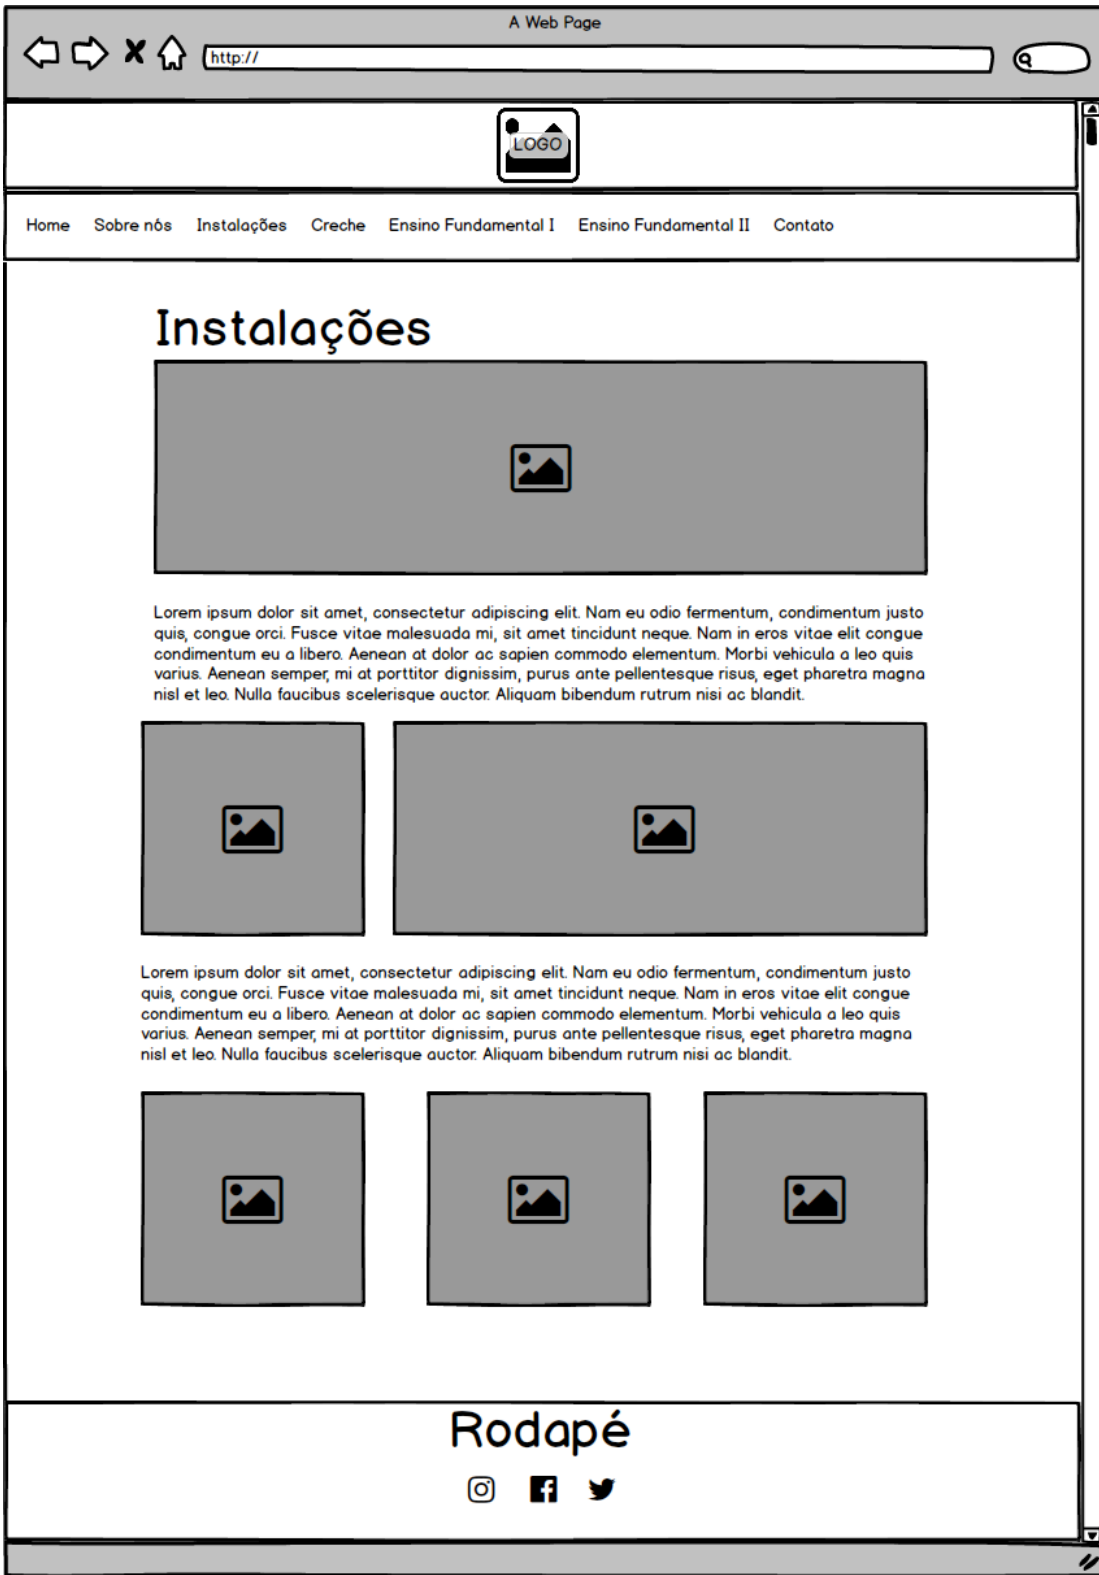 A Web Page
http://
LOGO
Home Sobre nós Instalações Creche Ensino Fundamental I Ensino Fundamental II Contato
Instalações
Lorem ipsum dolor sit amet, consectetur adipiscing elit. Nam eu odio fermentum, condimentum justo
quis, congue orci. Fusce vitae malesuada mi, sit amet tincidunt neque. Nam in eros vitae elit congue
condimentum eu a libero. Aenean at dolor ac sapien commodo elementum. Morbi vehicula a leo quis
varius. Aenean semper, mi at porttitor dignissim, purus ante pellentesque risus, eget pharetra magna
nisl et leo. Nulla faucibus scelerisque auctor. Aliquam bibendum rutrum nisi ac blandit.
Lorem ipsum dolor sit amet, consectetur adipiscing elit. Nam eu odio fermentum, condimentum justo
quis, congue orci. Fusce vitae malesuada mi, sit amet tincidunt neque. Nam in eros vitae elit congue
condimentum eu a libero. Aenean at dolor ac sapien commodo elementum. Morbi vehicula a leo quis
varius. Aenean semper, mi at porttitor dignissim, purus ante pellentesque risus, eget pharetra magna
nisl et leo. Nulla faucibus scelerisque auctor. Aliquam bibendum rutrum nisi ac blandit.
Rodapé